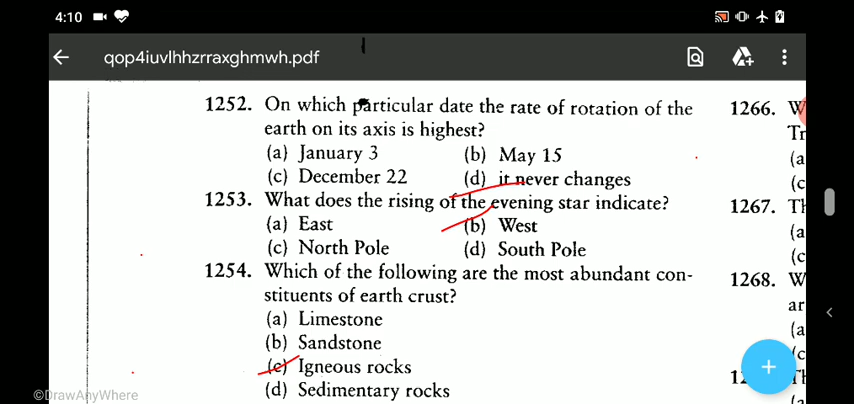 4:10
qop4iuvlhhzrraxghmwh.pdf
1252. On which particular date the rate of rotation of the
earth on its axis is highest?
(a) January 3 (b) May 15
(c) December 22 (d) it never changes
1253. What does the rising of the evening star indicate?
(a) East (b) West
(c) North Pole (d) South Pole
1254. Which of the following are the most abundant con-
stituents of earth crust?
(a) Limestone
(b) Sandstone
(c) Igneous rocks
(d) Sedimentary rocks
1266. W
Tr
(a
(c
1267. Th
(a
(c
1268. W
ar
(a
(c
©DrawAnyWhere